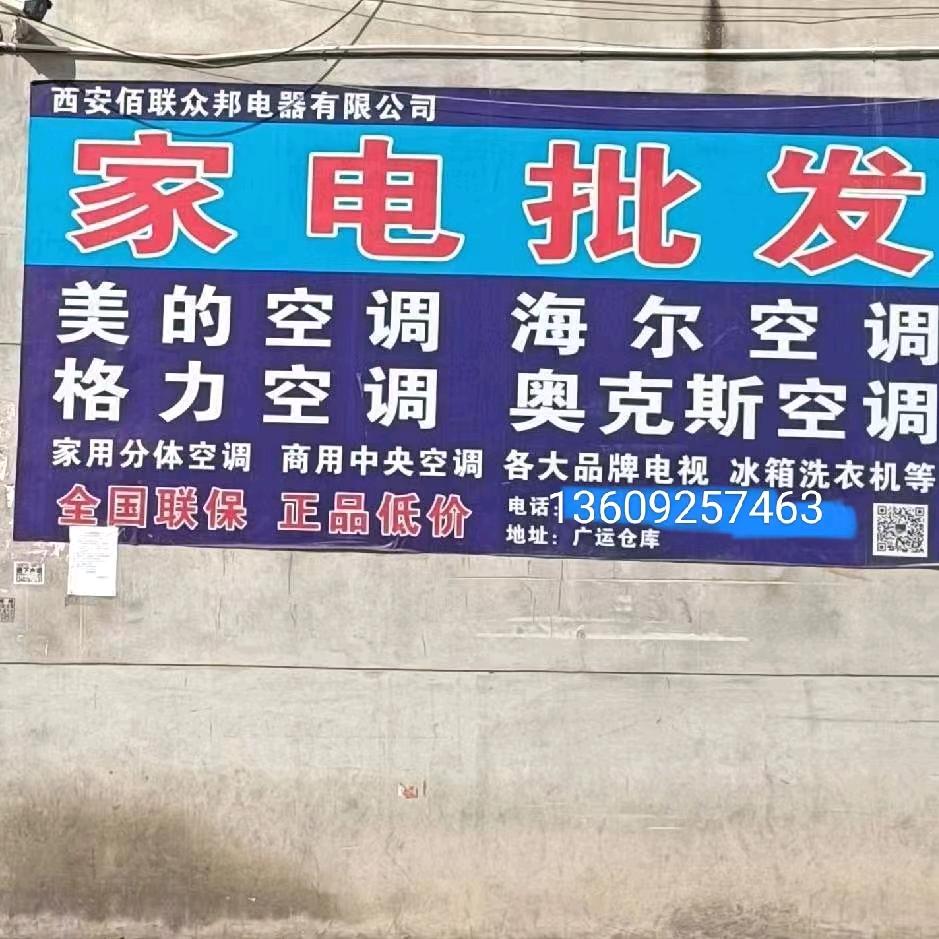 西安佰联众邦电器有限公司
家电批发
美的空调 海尔空调
格力空调 奥克斯空调
家用分体空调 商用中央空调 各大品牌电视 冰箱洗衣机等
全国联保 正品低价
电话:13609257463
地址：广运仓库